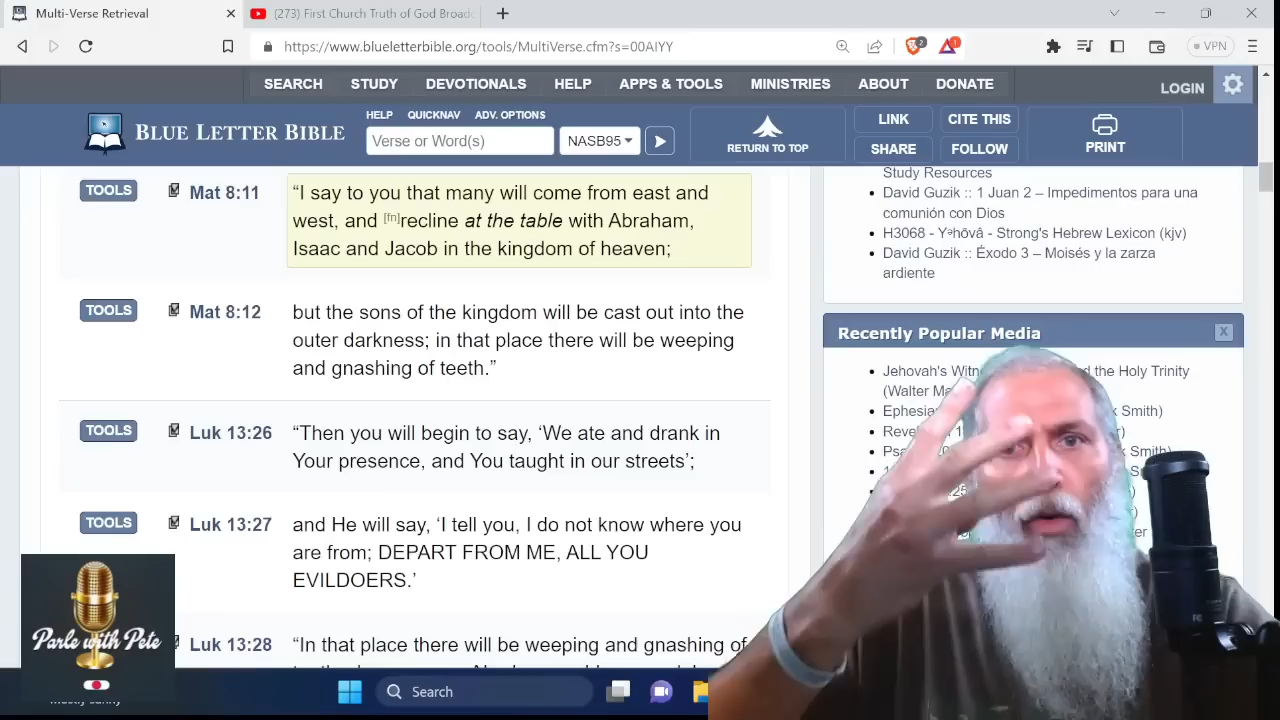 Multi-Verse Retrieval
(273) First Church Truth of God Broad
https://www.blueletterbible.org/tools/MultiVerse.cfm?s=00AIYY
2
1
VPN
SEARCH STUDY DEVOTIONALS HELP APPS & TOOLS MINISTRIES ABOUT DONATE
LOGIN
BLUE LETTER BIBLE
HELP QUICKNAV ADV. OPTIONS
Verse or Word(s)
NASB95
RETURN TO TOP
LINK
CITE THIS
SHARE
FOLLOW
PRINT
TOOLS
Mat 8:11
“I say to you that many will come from east and
west, and [fn]recline at the table with Abraham,
Isaac and Jacob in the kingdom of heaven;
TOOLS
Mat 8:12
but the sons of the kingdom will be cast out into the
outer darkness; in that place there will be weeping
and gnashing of teeth.”
TOOLS
Luk 13:26
“Then you will begin to say, ‘We ate and drank in
Your presence, and You taught in our streets’;
TOOLS
Luk 13:27
and He will say, ‘I tell you, I do not know where you
are from; DEPART FROM ME, ALL YOU
EVILDOERS.’
Luk 13:28
“In that place there will be weeping and gnashing of
Study Resources
David Guzik :: 1 Juan 2 – Impedimentos para una
comunión con Dios
H3068 - Yᵊhōvâ - Strong's Hebrew Lexicon (kjv)
David Guzik :: Éxodo 3 – Moisés y la zarza
ardiente
Recently Popular Media
X
Jehovah's Witn d the Holy Trinity
(Walter Ma
Ephesia k Smith)
Reve
Psa Smith)
Parle with Pete
Search